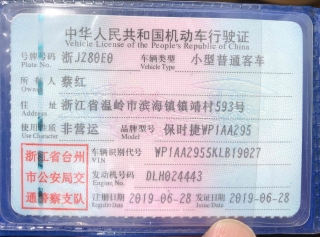 中华人民共和国机动车行驶证
Vehicle License of the People's Republic of China
号牌号码 浙JZ80E0 车辆类型 小型普通客车
Plate No. Vehicle Type
所有人 蔡红
Owner
住址 浙江省温岭市滨海镇镇靖村593号
Address
使用性质 非营运 品牌型号 保时捷WP1AA295
Use Character Model
浙江省台州 车辆识别代号 WP1AA2955KLB19027
VIN
市公安局交 发动机号码 DLH024443
Engine No.
通警察支队 注册日期 2019-06-28 发证日期 2019-06-28
Register Date Issue Date